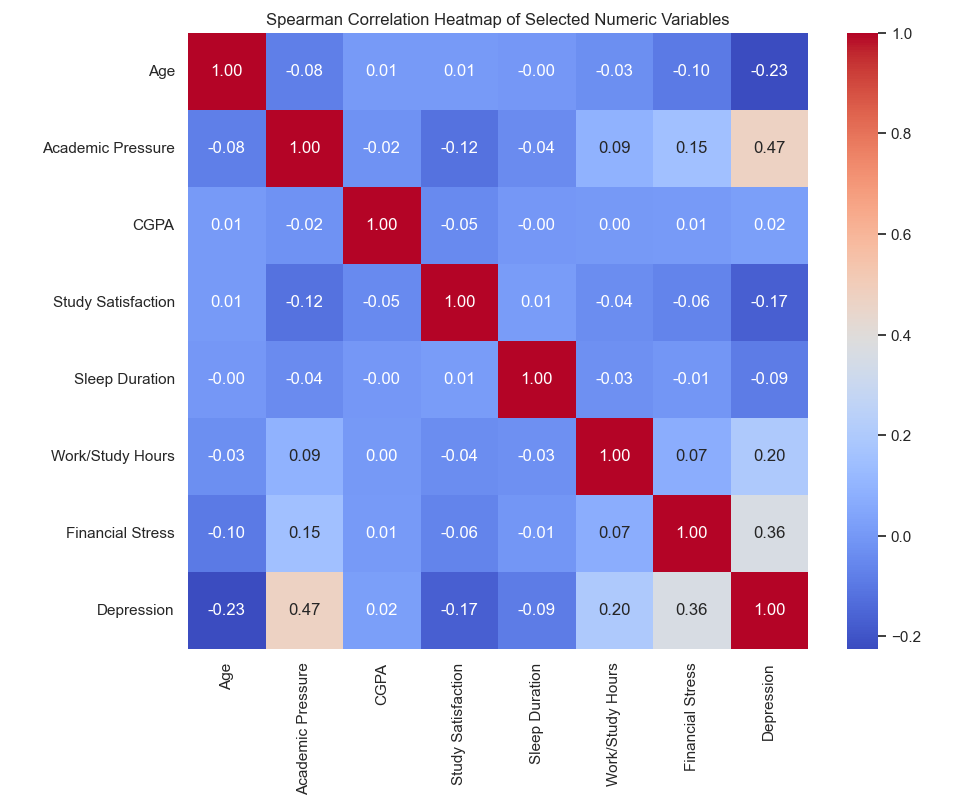 Spearman Correlation Heatmap of Selected Numeric Variables
Age 1.00 -0.08 0.01 0.01 -0.00 -0.03 -0.10 -0.23
Academic Pressure -0.08 1.00 -0.02 -0.12 -0.04 0.09 0.15 0.47
CGPA 0.01 -0.02 1.00 -0.05 -0.00 0.00 0.01 0.02
Study Satisfaction 0.01 -0.12 -0.05 1.00 0.01 -0.04 -0.06 -0.17
Sleep Duration -0.00 -0.04 -0.00 0.01 1.00 -0.03 -0.01 -0.09
Work/Study Hours -0.03 0.09 0.00 -0.04 -0.03 1.00 0.07 0.20
Financial Stress -0.10 0.15 0.01 -0.06 -0.01 0.07 1.00 0.36
Depression -0.23 0.47 0.02 -0.17 -0.09 0.20 0.36 1.00
Age
Academic Pressure
CGPA
Study Satisfaction
Sleep Duration
Work/Study Hours
Financial Stress
Depression
1.0
0.8
0.6
0.4
0.2
0.0
−0.2